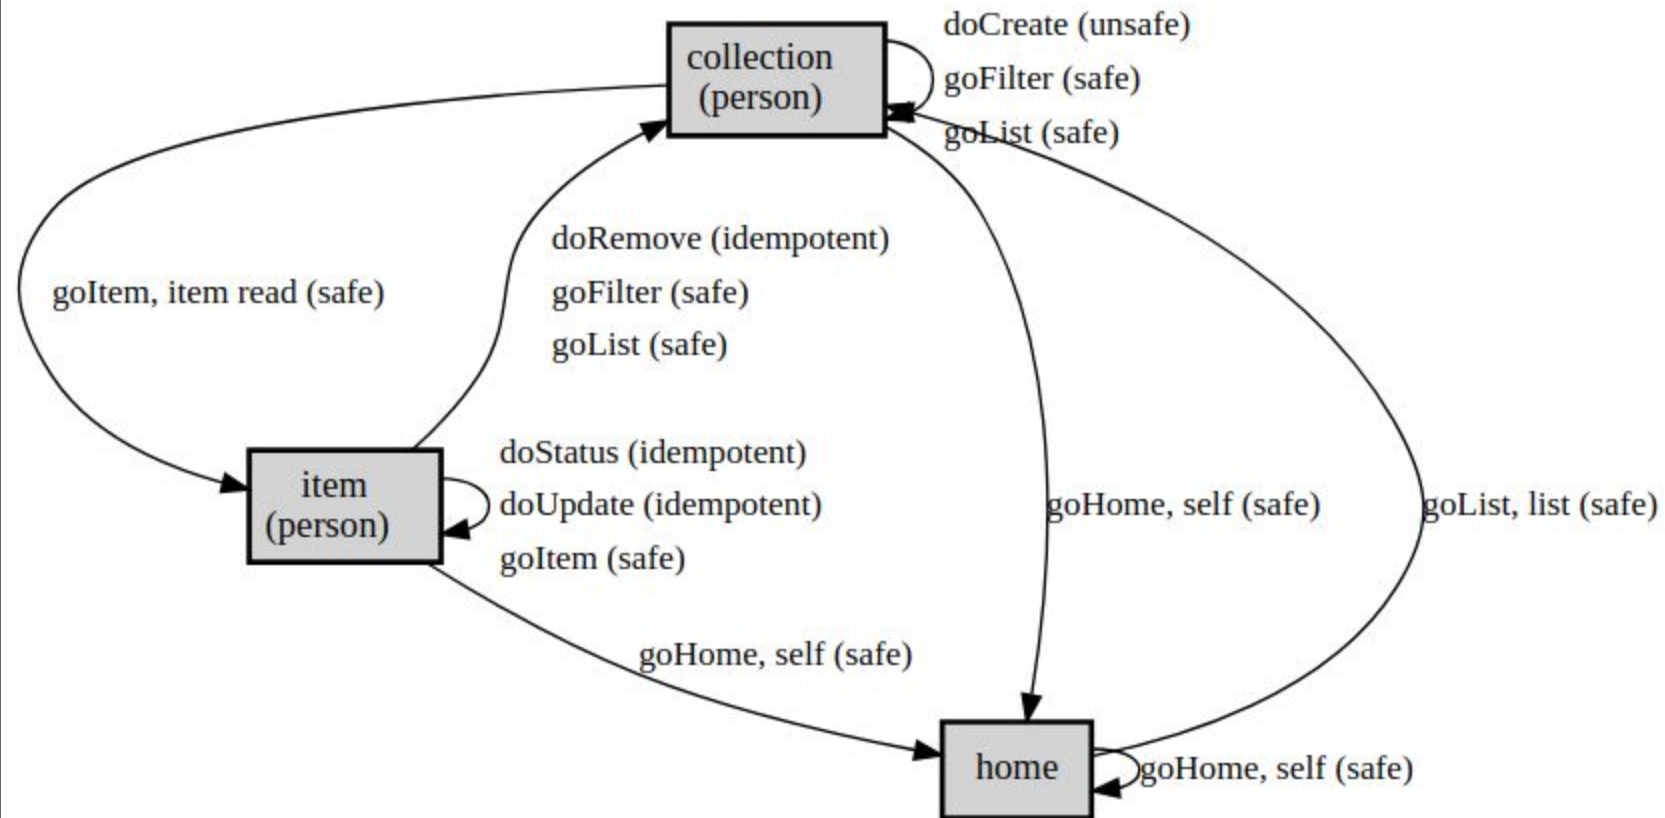 collection
(person)
doCreate (unsafe)
goFilter (safe)
goList (safe)
goItem, item read (safe)
doRemove (idempotent)
goFilter (safe)
goList (safe)
item
(person)
doStatus (idempotent)
doUpdate (idempotent)
goItem (safe)
goHome, self (safe)
goList, list (safe)
goHome, self (safe)
home
goHome, self (safe)